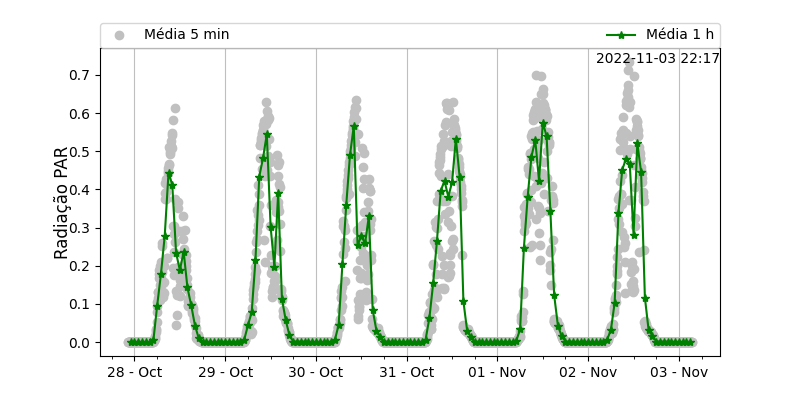 Média 5 min
Média 1 h
2022-11-03 22:17
Radiação PAR
0.7
0.6
0.5
0.4
0.3
0.2
0.1
0.0
28 - Oct
29 - Oct
30 - Oct
31 - Oct
01 - Nov
02 - Nov
03 - Nov